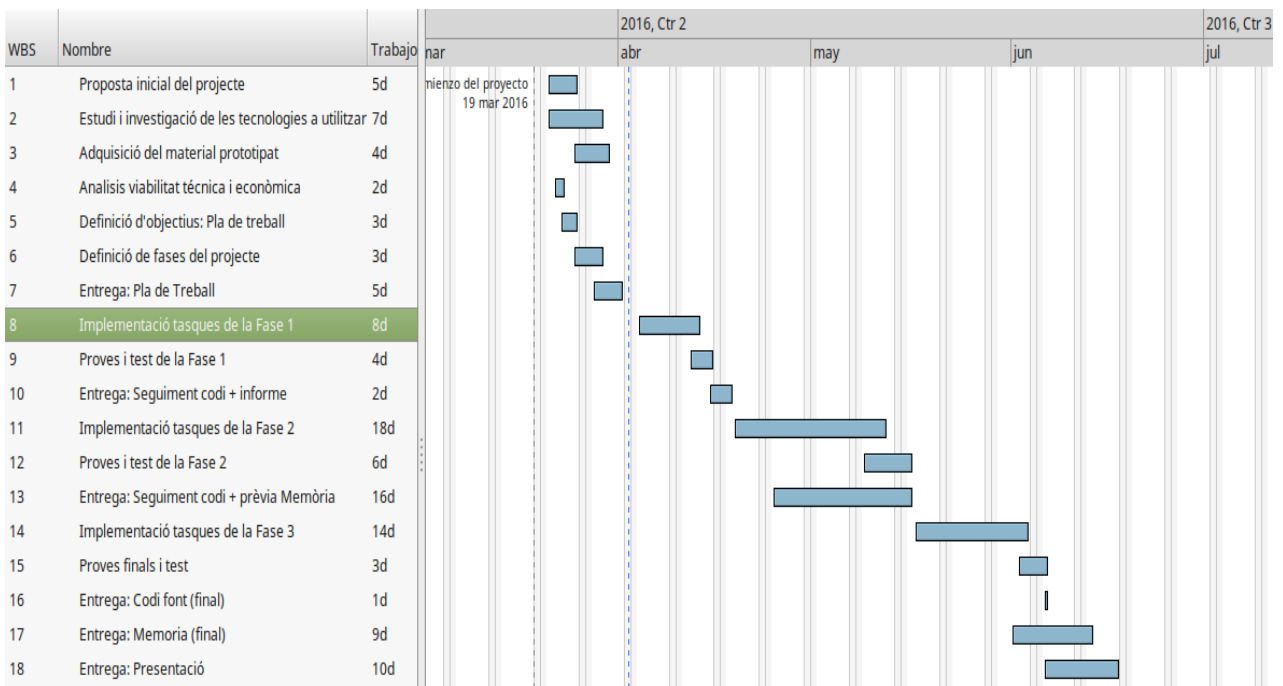 2016, Ctr 2 2016, Ctr 3
WBS Nombre Trabajo mar abr may jun jul
1 Proposta inicial del projecte 5d
mienzo del proyecto
19 mar 2016
2 Estudi i investigació de les tecnologies a utilitzar 7d
3 Adquisició del material prototipat 4d
4 Analisis viabilitat técnica i econòmica 2d
5 Definició d'objectius: Pla de treball 3d
6 Definició de fases del projecte 3d
7 Entrega: Pla de Treball 5d
8 Implementació tasques de la Fase 1 8d
9 Proves i test de la Fase 1 4d
10 Entrega: Seguiment codi + informe 2d
11 Implementació tasques de la Fase 2 18d
12 Proves i test de la Fase 2 6d
13 Entrega: Seguiment codi + prèvia Memòria 16d
14 Implementació tasques de la Fase 3 14d
15 Proves finals i test 3d
16 Entrega: Codi font (final) 1d
17 Entrega: Memoria (final) 9d
18 Entrega: Presentació 10d